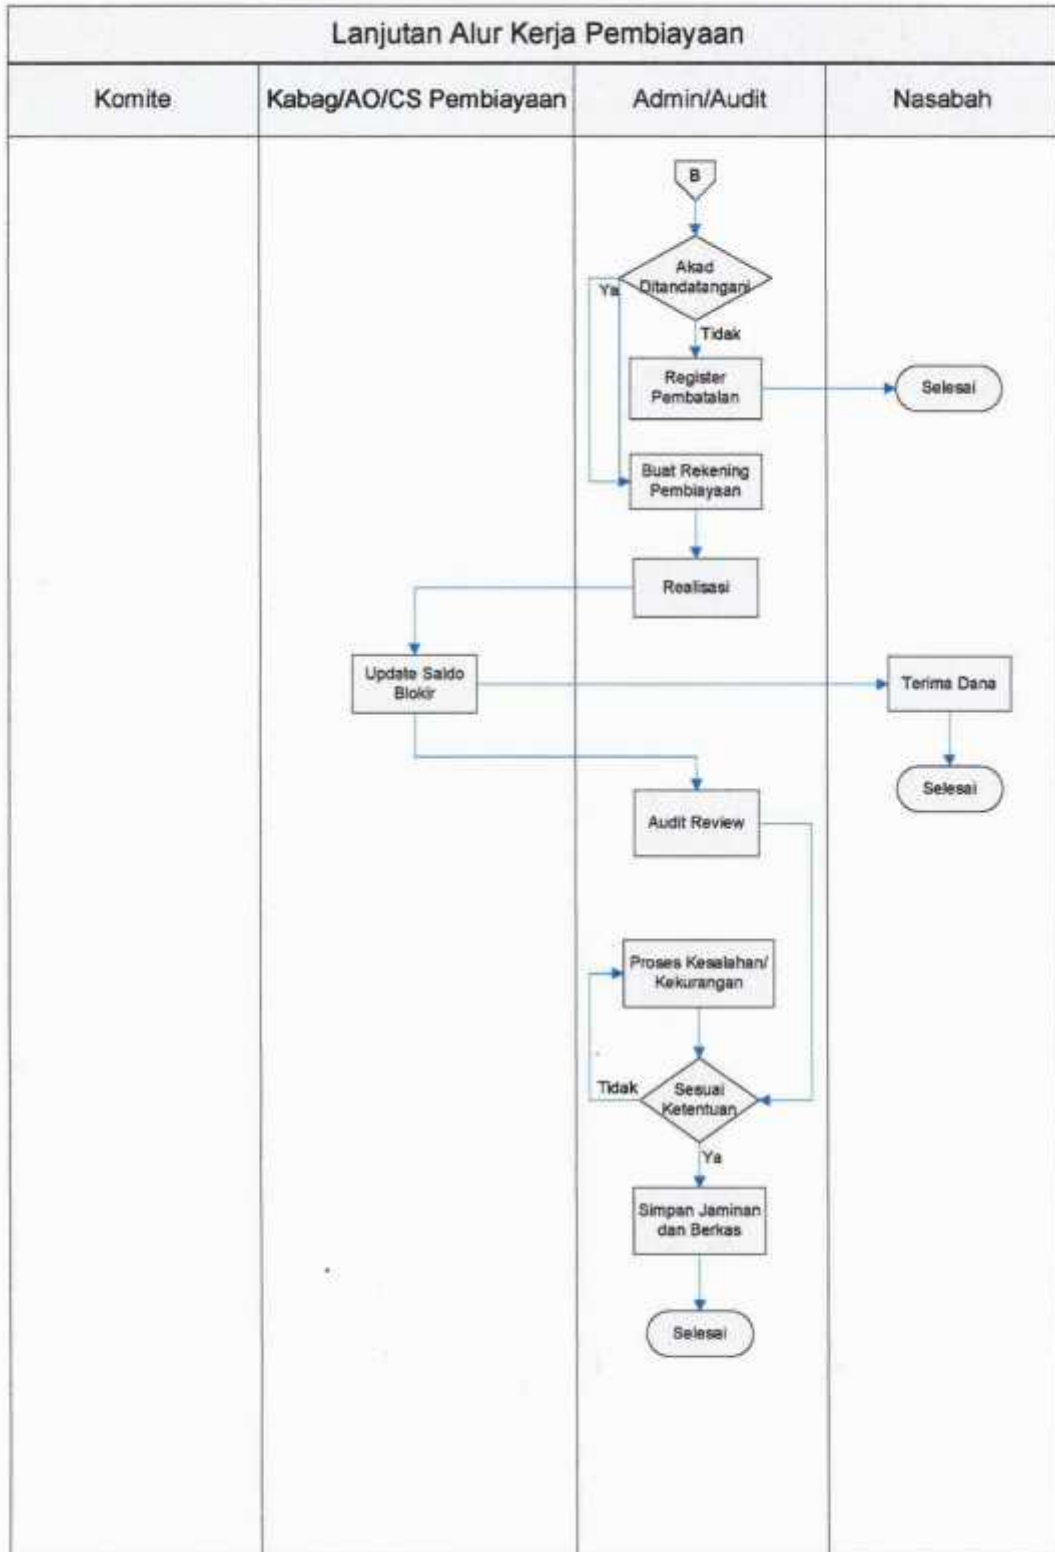 Lanjutan Alur Kerja Pembiayaan
Komite
Kabag/AO/CS Pembiayaan
Admin/Audit
Nasabah
B
Akad
Ditandatangani
Ya
Tidak
Register
Pembatalan
Selesai
Buat Rekening
Pembiayaan
Realisasi
Update Saldo
Blokir
Terima Dana
Selesai
Audit Review
Proses Kesalahan/
Kekurangan
Tidak
Sesuai
Ketentuan
Ya
Simpan Jaminan
dan Berkas
Selesai